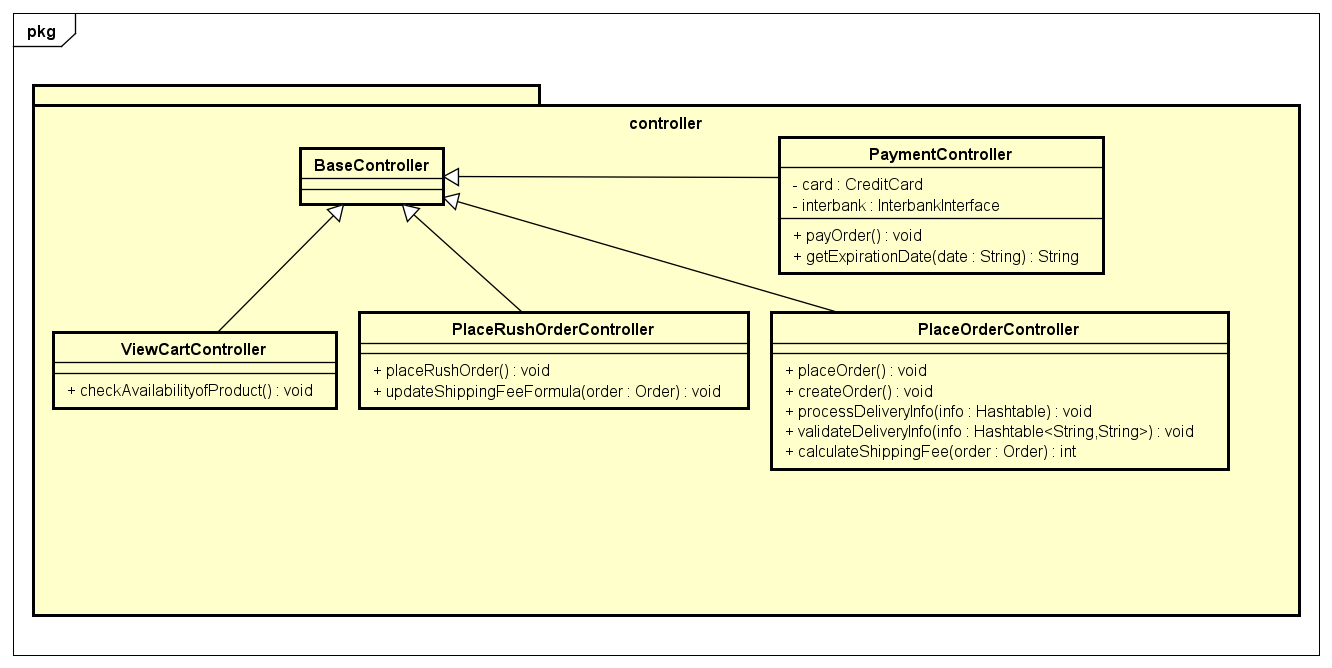 pkg
controller
BaseController
PaymentController
- card : CreditCard
- interbank : InterbankInterface
+ payOrder() : void
+ getExpirationDate(date : String) : String
ViewCartController
+ checkAvailabilityofProduct() : void
PlaceRushOrderController
+ placeRushOrder() : void
+ updateShippingFeeFormula(order : Order) : void
PlaceOrderController
+ placeOrder() : void
+ createOrder() : void
+ processDeliveryInfo(info : Hashtable) : void
+ validateDeliveryInfo(info : Hashtable<String,String>) : void
+ calculateShippingFee(order : Order) : int